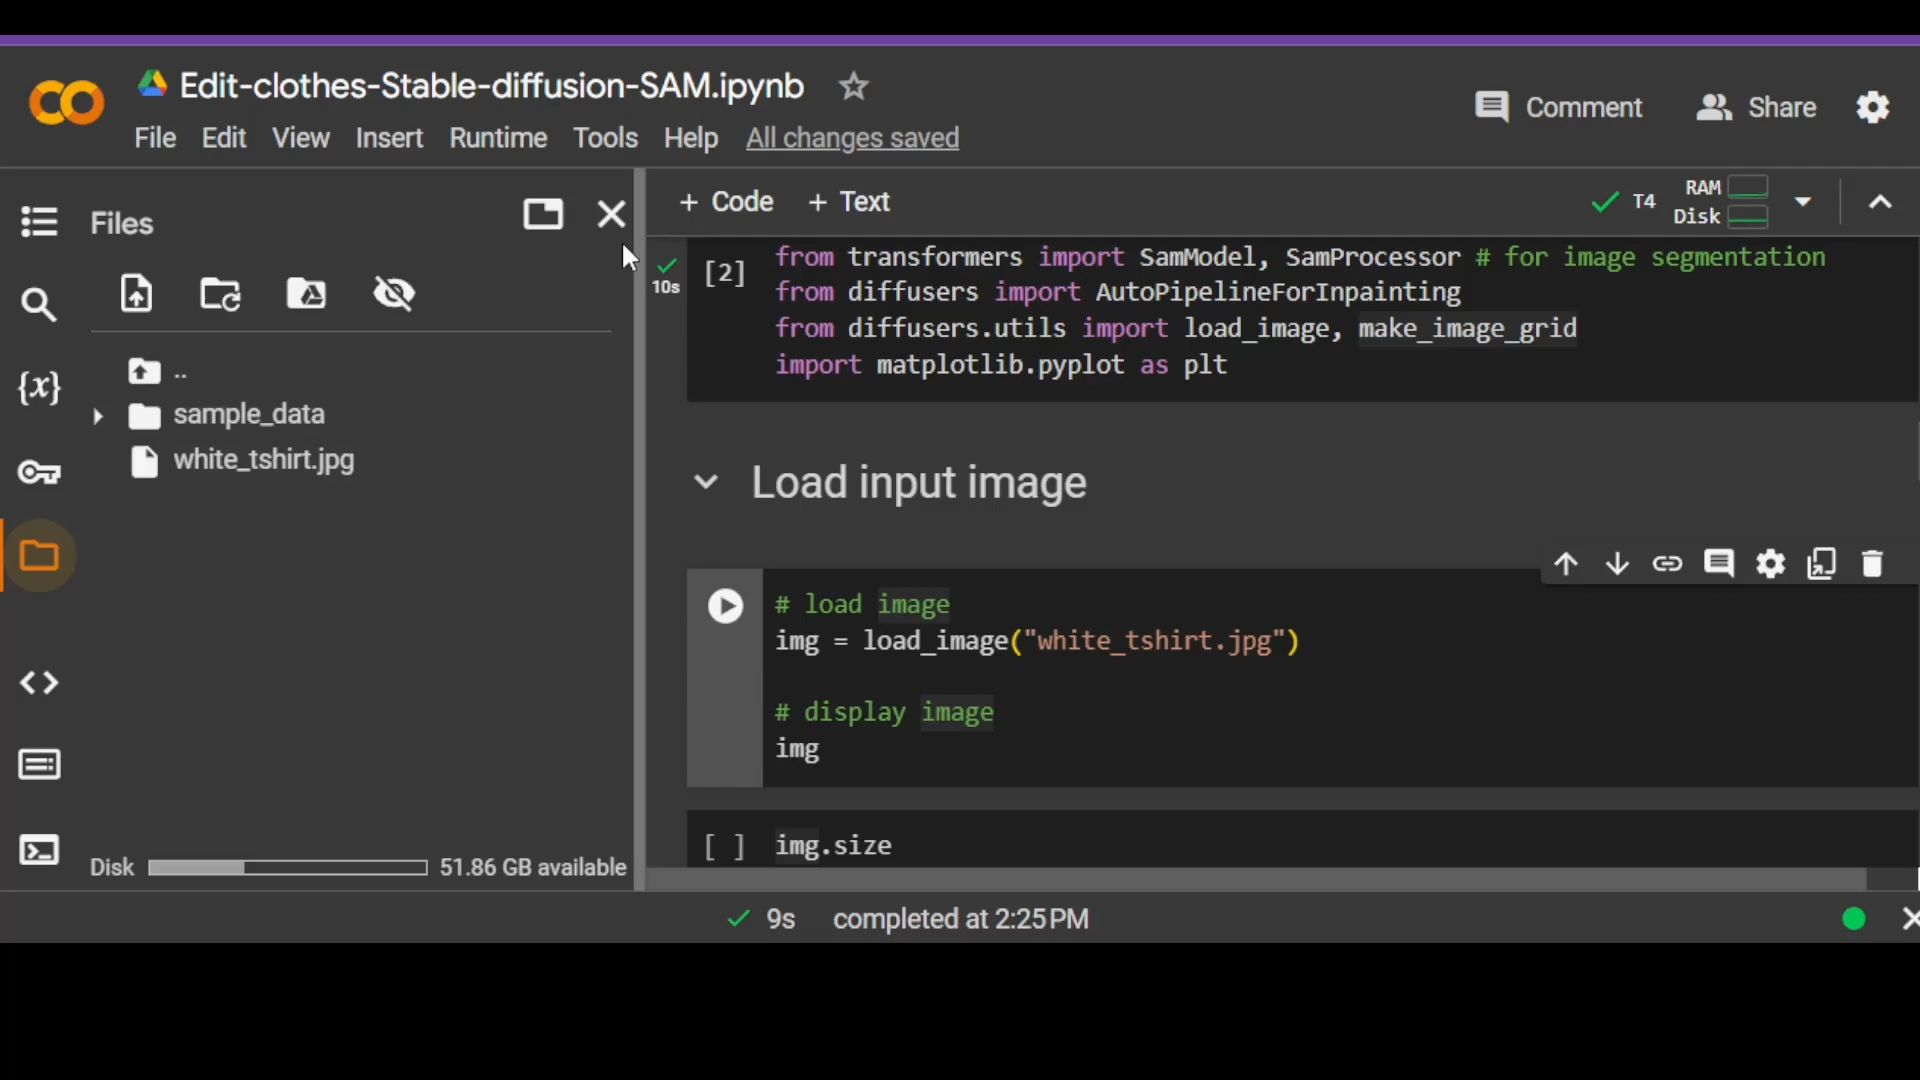 Edit-clothes-Stable-diffusion-SAM.ipynb
File Edit View Insert Runtime Tools Help All changes saved
Comment Share
Files
+ Code + Text
T4 RAM Disk
..
sample_data
white_tshirt.jpg
{x}
Disk 51.86 GB available
10s
[2] from transformers import SamModel, SamProcessor # for image segmentation
from diffusers import AutoPipelineForInpainting
from diffusers.utils import load_image, make_image_grid
import matplotlib.pyplot as plt
Load input image
# load image
img = load_image("white_tshirt.jpg")
# display image
img
[ ] img.size
9s completed at 2:25 PM